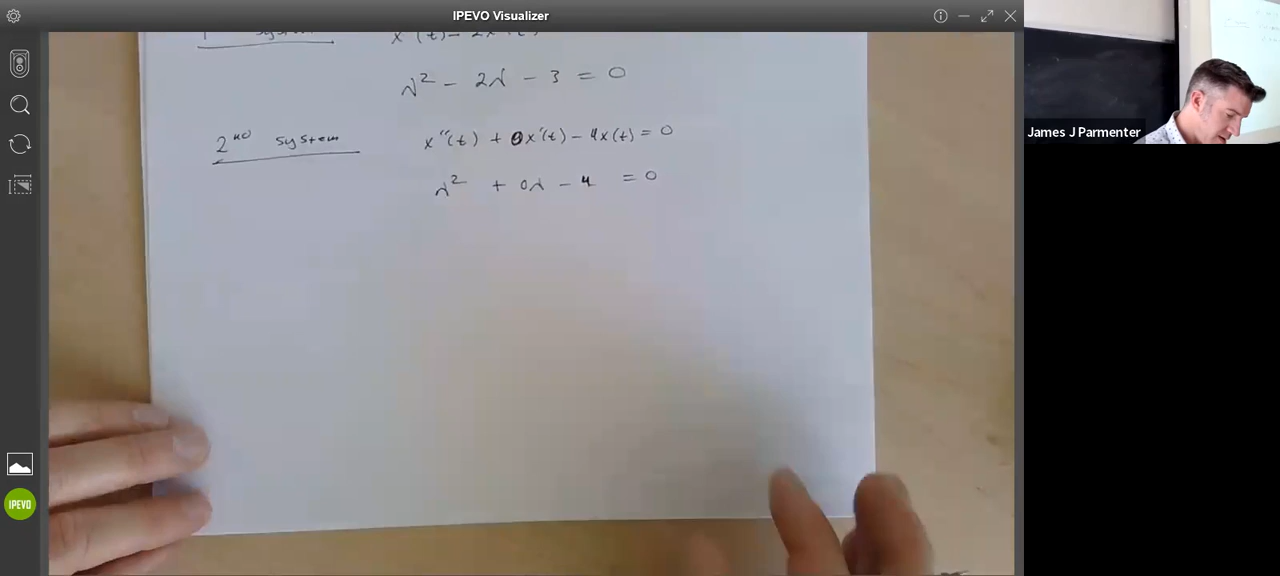 IPEVO Visualizer
λ² - 2λ - 3 = 0
2ND System x''(t) + 0x'(t) - 4x(t) = 0
λ² + 0λ - 4 = 0
James J Parmenter
IPEVO